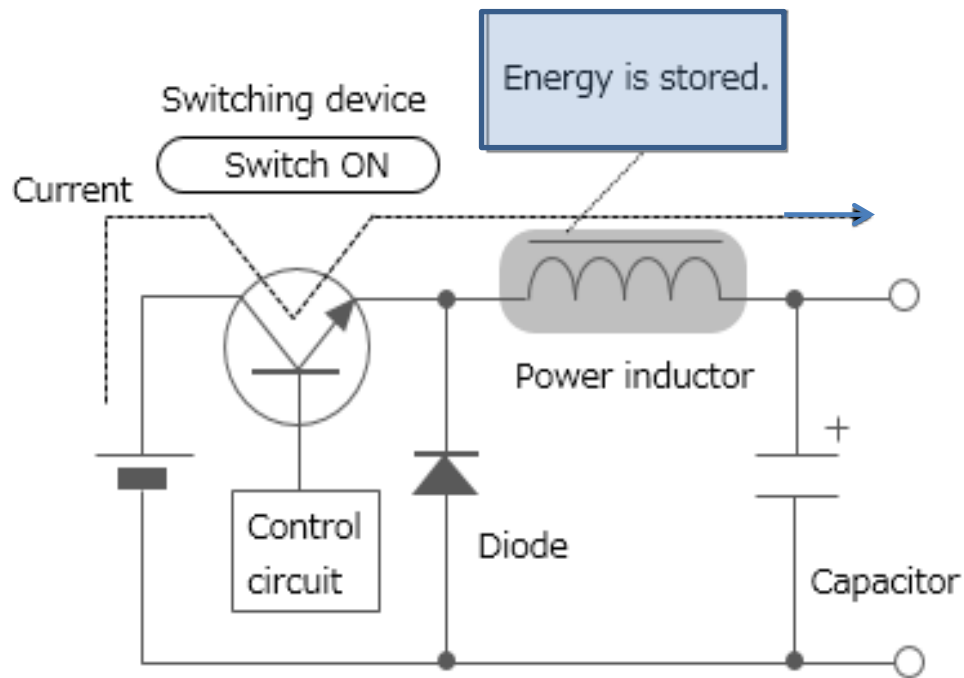 Energy is stored.
Switching device
Switch ON
Current
Power inductor
+
Control
circuit
Diode
Capacitor